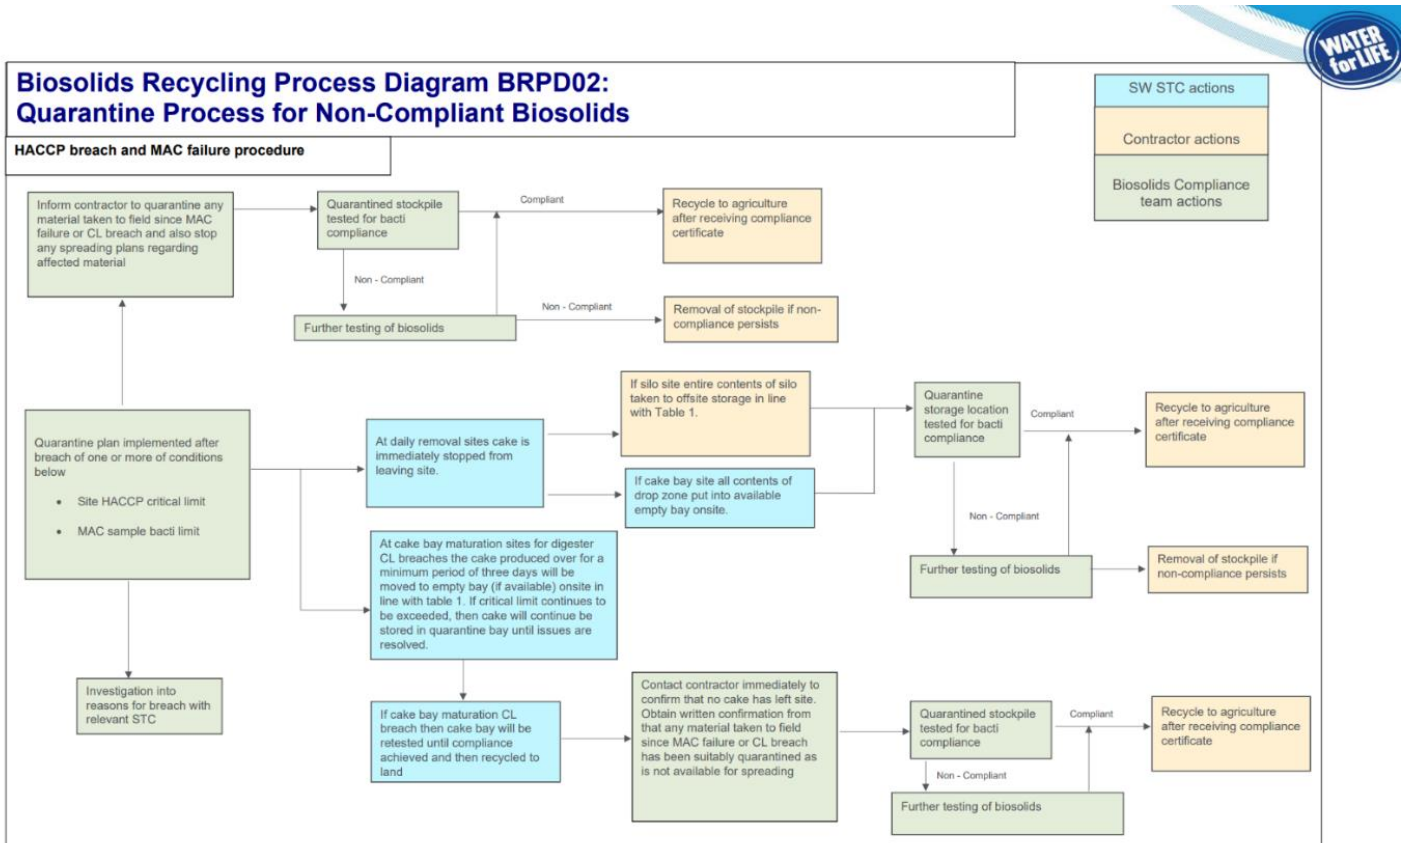 WATER
for LIFE
Biosolids Recycling Process Diagram BRPD02:
Quarantine Process for Non-Compliant Biosolids
HACCP breach and MAC failure procedure
SW STC actions
Contractor actions
Biosolids Compliance
team actions
Inform contractor to quarantine any
material taken to field since MAC
failure or CL breach and also stop
any spreading plans regarding
affected material
Quarantined stockpile
tested for bacti
compliance
Compliant
Recycle to agriculture
after receiving compliance
certificate
Non - Compliant
Further testing of biosolids
Non - Compliant
Removal of stockpile if non-
compliance persists
Quarantine plan implemented after
breach of one or more of conditions
below
• Site HACCP critical limit
• MAC sample bacti limit
At daily removal sites cake is
immediately stopped from
leaving site.
If silo site entire contents of silo
taken to offsite storage in line
with Table 1.
If cake bay site all contents of
drop zone put into available
empty bay onsite.
Quarantine
storage location
tested for bacti
compliance
Compliant
Recycle to agriculture
after receiving compliance
certificate
Non - Compliant
Further testing of biosolids
Removal of stockpile if
non-compliance persists
At cake bay maturation sites for digester
CL breaches the cake produced over for a
minimum period of three days will be
moved to empty bay (if available) onsite in
line with table 1. If critical limit continues to
be exceeded, then cake will continue be
stored in quarantine bay until issues are
resolved.
Investigation into
reasons for breach with
relevant STC
If cake bay maturation CL
breach then cake bay will be
retested until compliance
achieved and then recycled to
land
Contact contractor immediately to
confirm that no cake has left site.
Obtain written confirmation from
that any material taken to field
since MAC failure or CL breach
has been suitably quarantined as
is not available for spreading
Quarantined stockpile
tested for bacti
compliance
Compliant
Recycle to agriculture
after receiving compliance
certificate
Non - Compliant
Further testing of biosolids